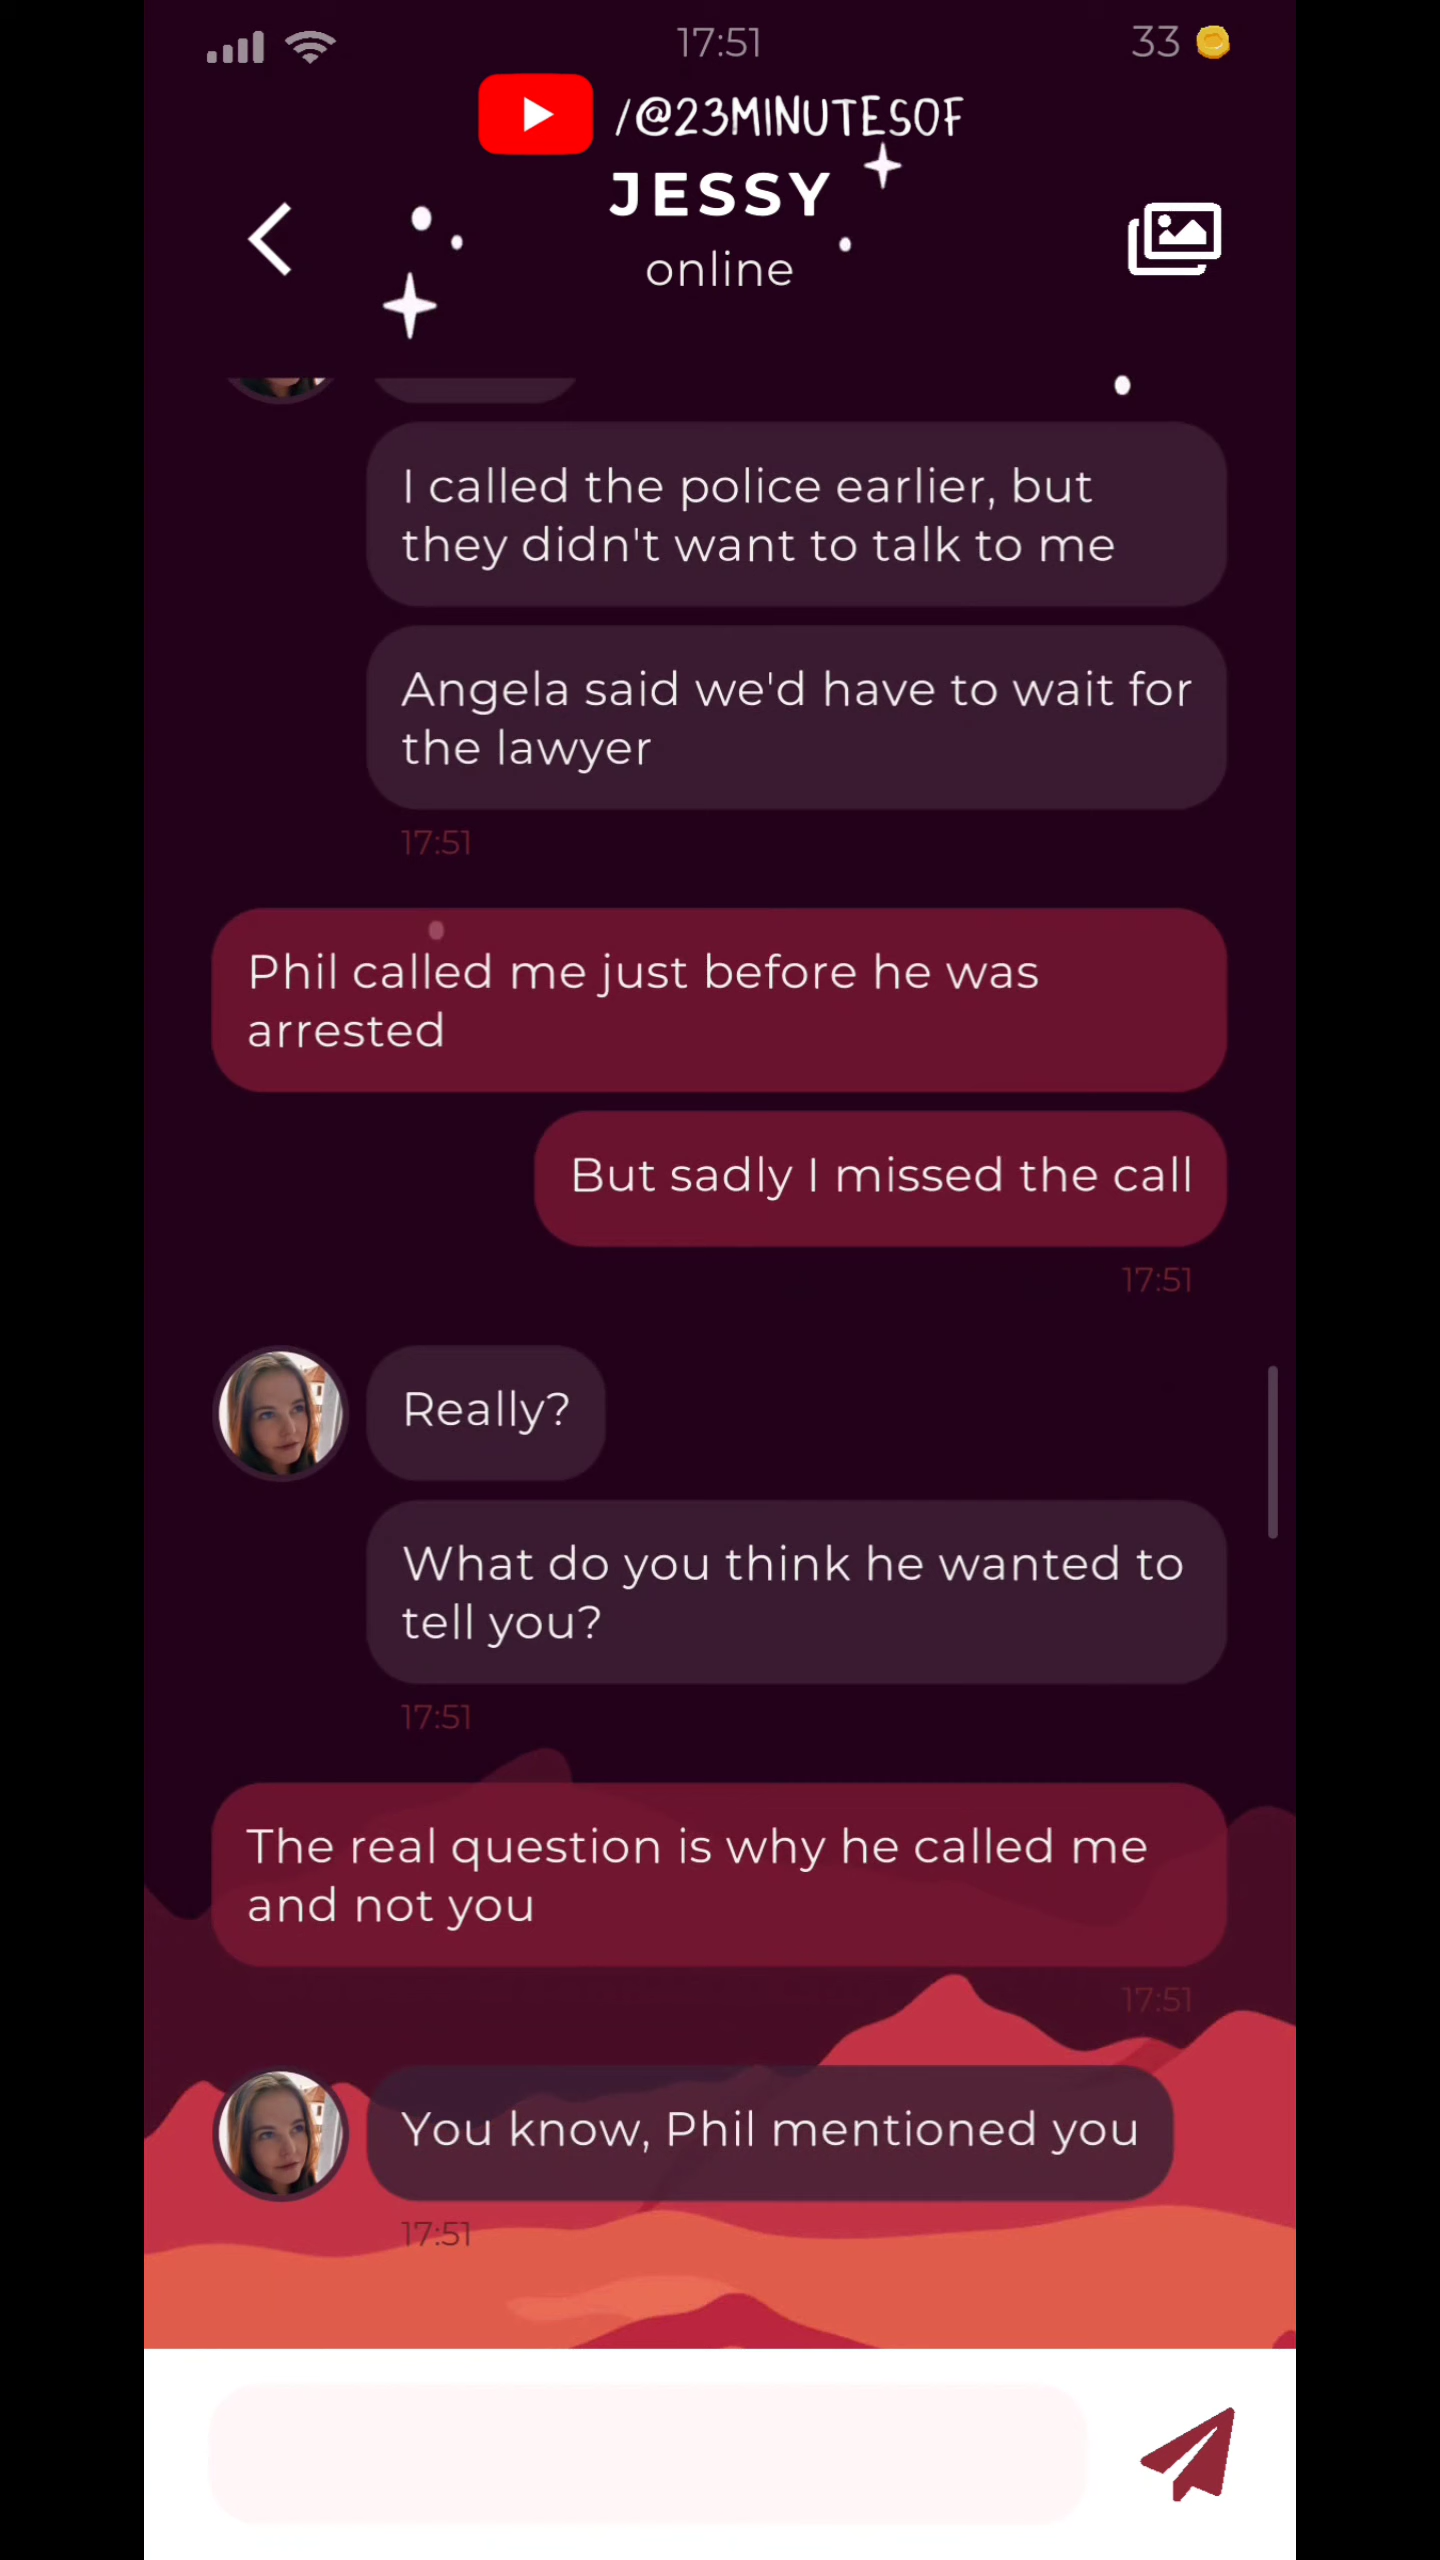 17:51
33
/@23MINUTESOF
JESSY
online
I called the police earlier, but
they didn't want to talk to me
Angela said we'd have to wait for
the lawyer
17:51
Phil called me just before he was
arrested
But sadly I missed the call
17:51
Really?
What do you think he wanted to
tell you?
17:51
The real question is why he called me
and not you
17:51
You know, Phil mentioned you
17:51